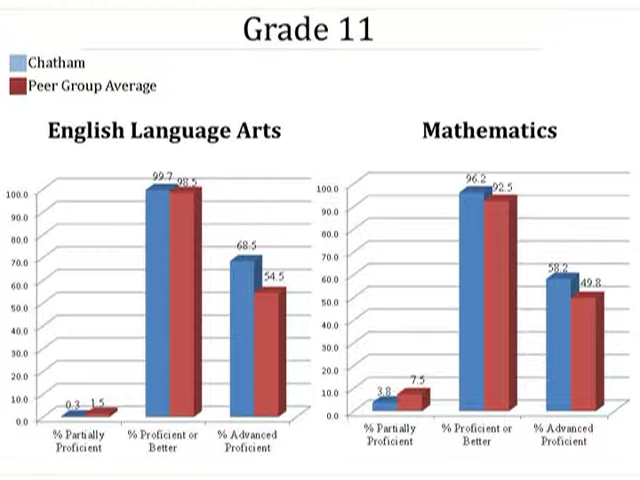 Grade 11
Chatham
Peer Group Average
English Language Arts
99.7 98.5
100.0
90.0
80.0
70.0
60.0
50.0
40.0
30.0
20.0
10.0
0.0
68.5
54.5
0.3 1.5
% Partially
Proficient
% Proficient or
Better
% Advanced
Proficient
Mathematics
96.2
92.5
100.0
90.0
80.0
70.0
60.0
50.0
40.0
30.0
20.0
10.0
0.0
58.2
49.8
3.8
7.5
% Partially
Proficient
% Proficient or
Better
% Advanced
Proficient